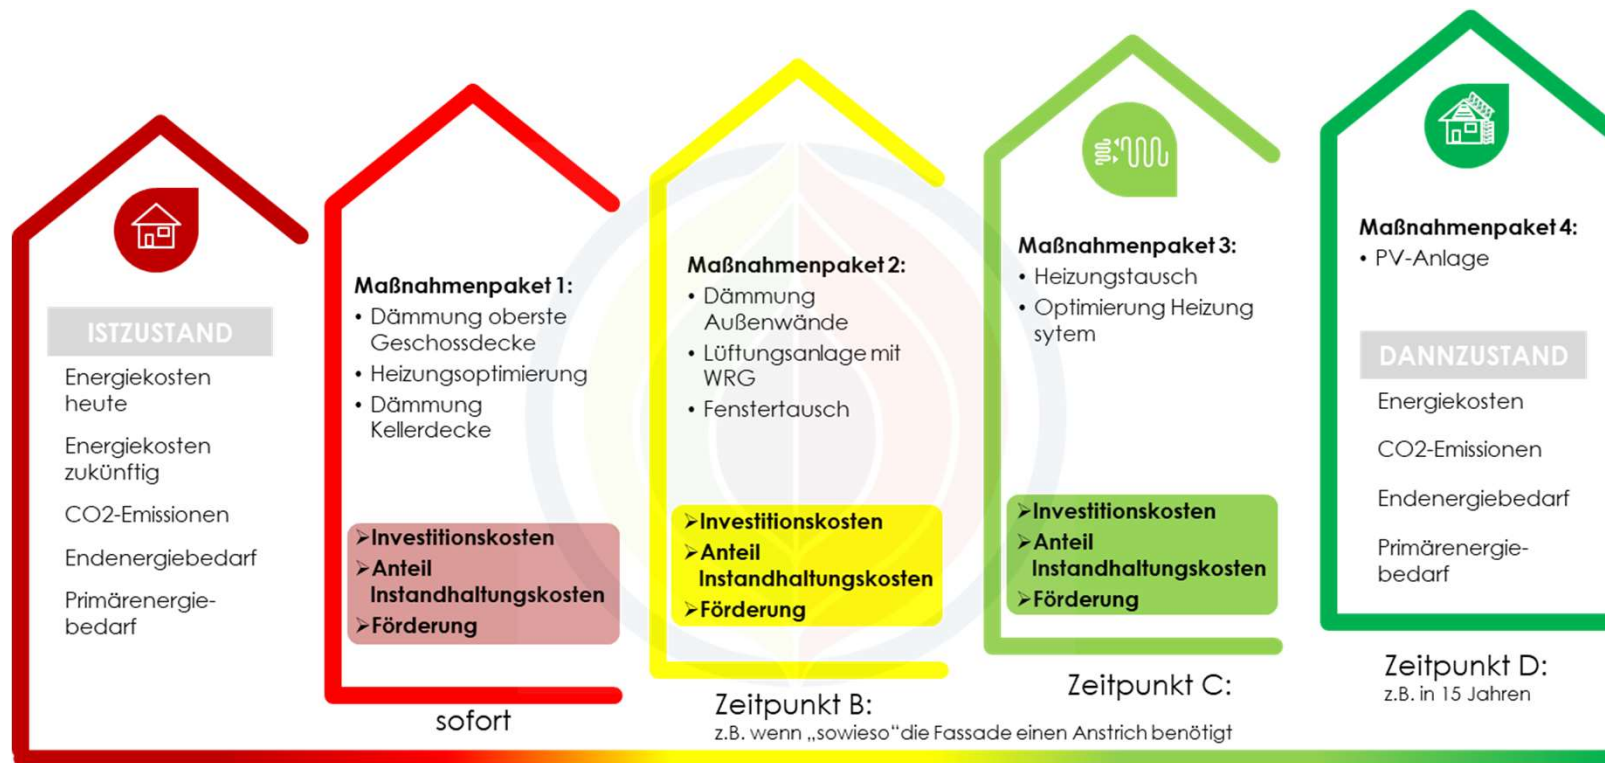 ISTZUSTAND
Energiekosten
heute
Energiekosten
zukünftig
CO2-Emissionen
Endenergiebedarf
Primärenergie-
bedarf
Maßnahmenpaket 1:
• Dämmung oberste
Geschossdecke
• Heizungsoptimierung
• Dämmung
Kellerdecke
➢Investitionskosten
➢Anteil
Instandhaltungskosten
➢Förderung
sofort
Maßnahmenpaket 2:
• Dämmung
Außenwände
• Lüftungsanlage mit
WRG
• Fenstertausch
➢Investitionskosten
➢Anteil
Instandhaltungskosten
➢Förderung
Zeitpunkt B:
z.B. wenn „sowieso“ die Fassade einen Anstrich benötigt
Maßnahmenpaket 3:
• Heizungstausch
• Optimierung Heizung
sytem
➢Investitionskosten
➢Anteil
Instandhaltungskosten
➢Förderung
Zeitpunkt C:
Maßnahmenpaket 4:
• PV-Anlage
DANNZUSTAND
Energiekosten
CO2-Emissionen
Endenergiebedarf
Primärenergie-
bedarf
Zeitpunkt D:
z.B. in 15 Jahren